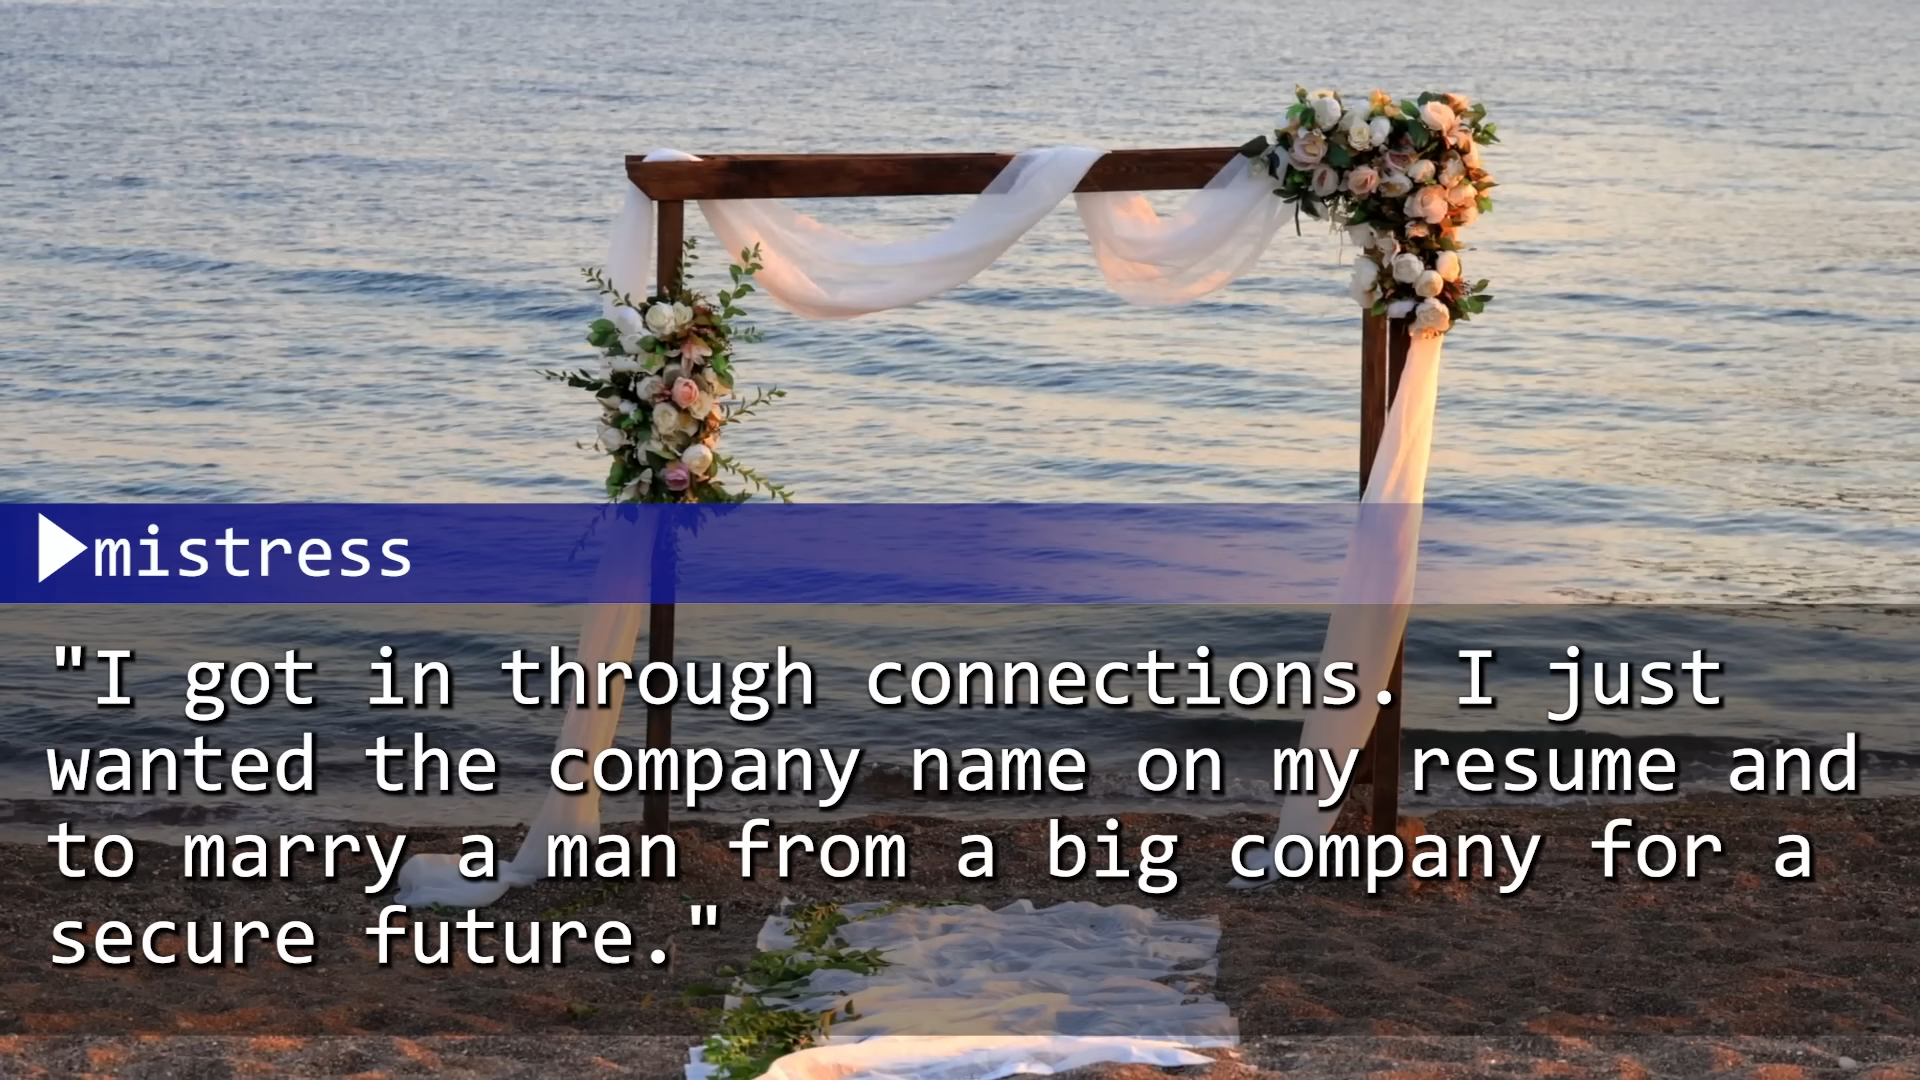 ▶mistress
"I got in through connections. I just
wanted the company name on my resume and
to marry a man from a big company for a
secure future."